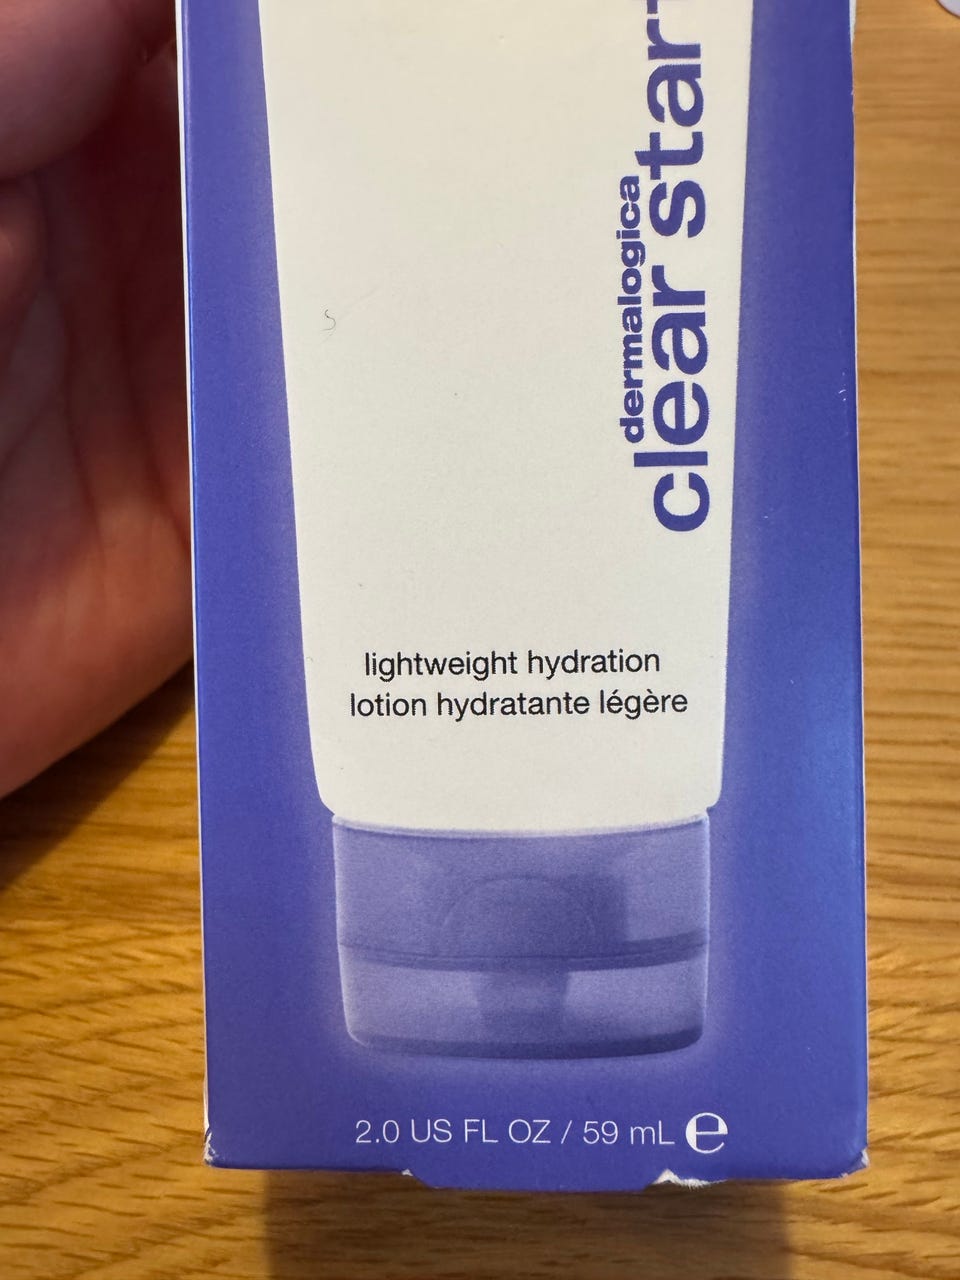 dermalogica
clear start
lightweight hydration
lotion hydratante légère
2.0 US FL OZ / 59 mL ℮